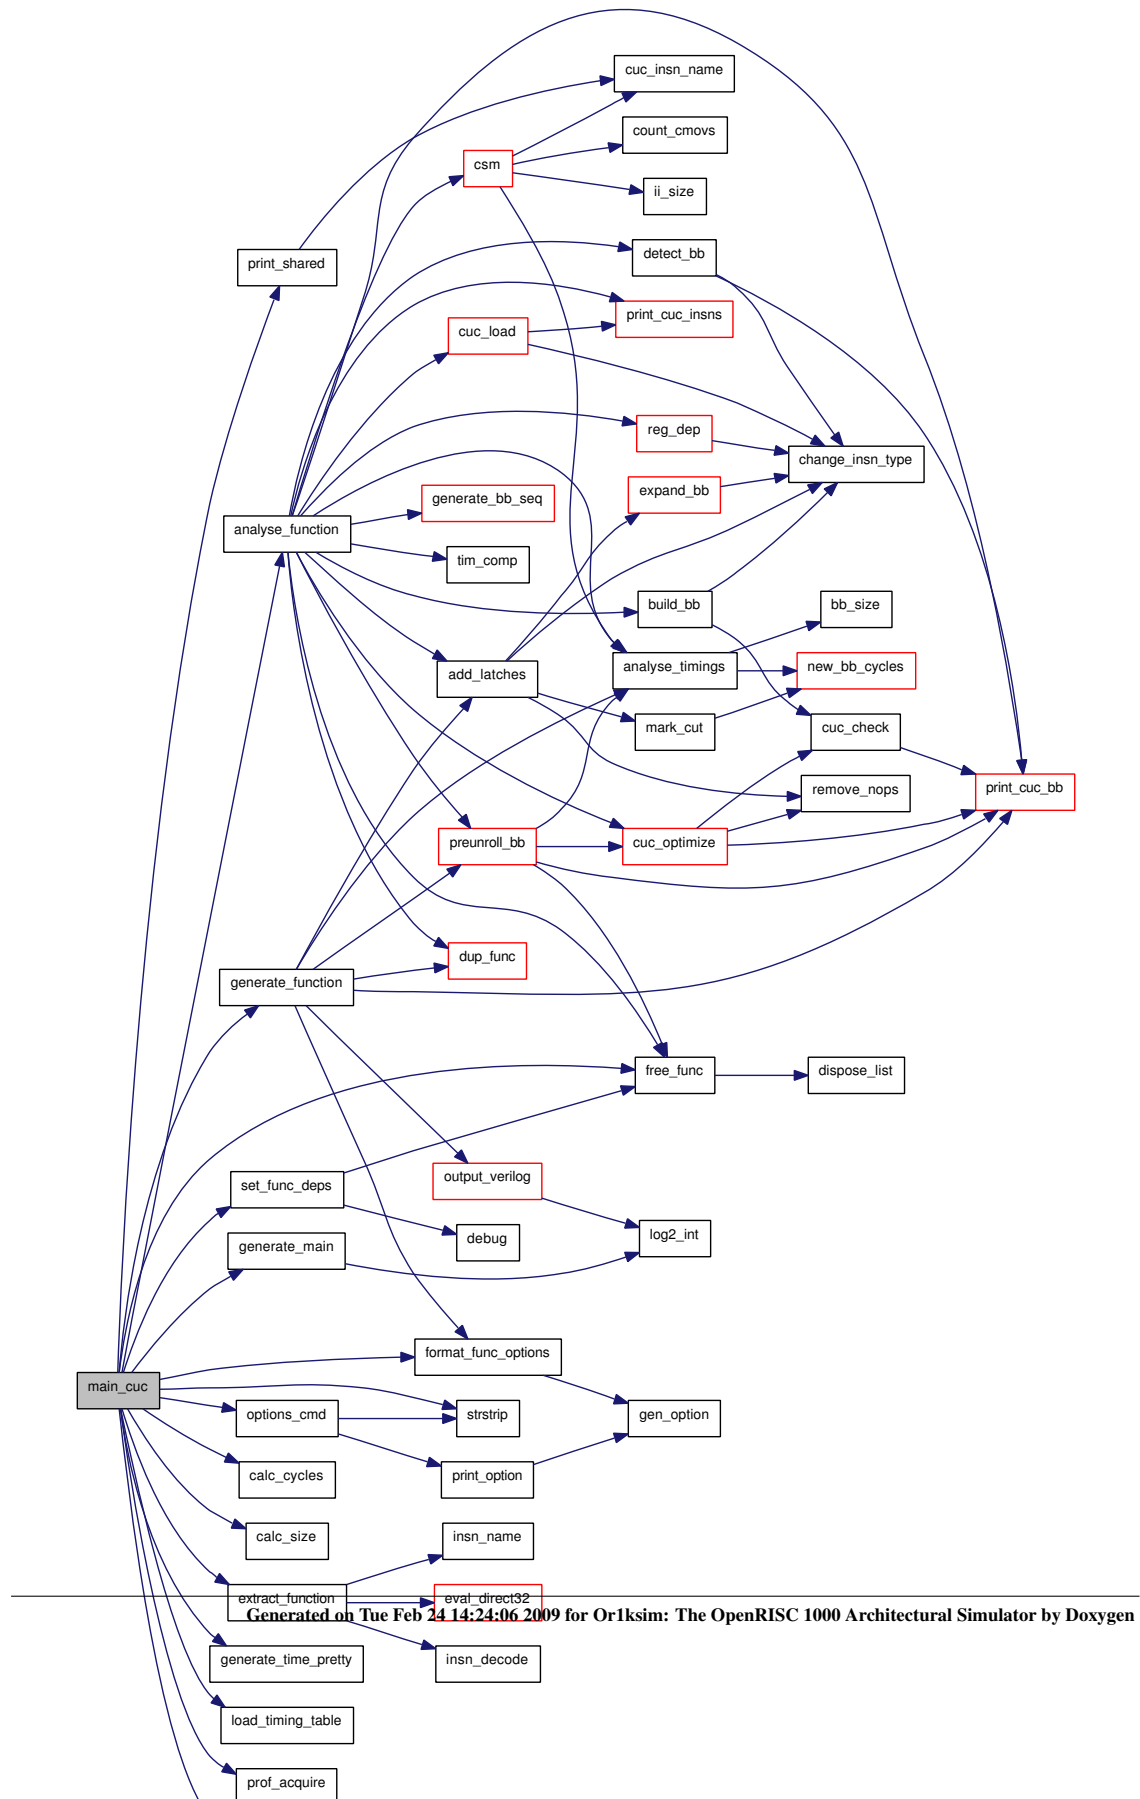 cuc_insn_name
count_cmovs
csm
ii_size
detect_bb
print_shared
print_cuc_insns
cuc_load
reg_dep
change_insn_type
expand_bb
generate_bb_seq
analyse_function
tim_comp
build_bb
bb_size
analyse_timings
new_bb_cycles
add_latches
mark_cut
cuc_check
print_cuc_bb
remove_nops
preunroll_bb
cuc_optimize
dup_func
generate_function
free_func
dispose_list
output_verilog
set_func_deps
log2_int
debug
generate_main
format_func_options
main_cuc
options_cmd
strstrip
gen_option
calc_cycles
print_option
calc_size
insn_name
extract_function
eval_direct32
Generated on Tue Feb 24 14:24:06 2009 for Or1ksim: The OpenRISC 1000 Architectural Simulator by Doxygen
generate_time_pretty
insn_decode
load_timing_table
prof_acquire